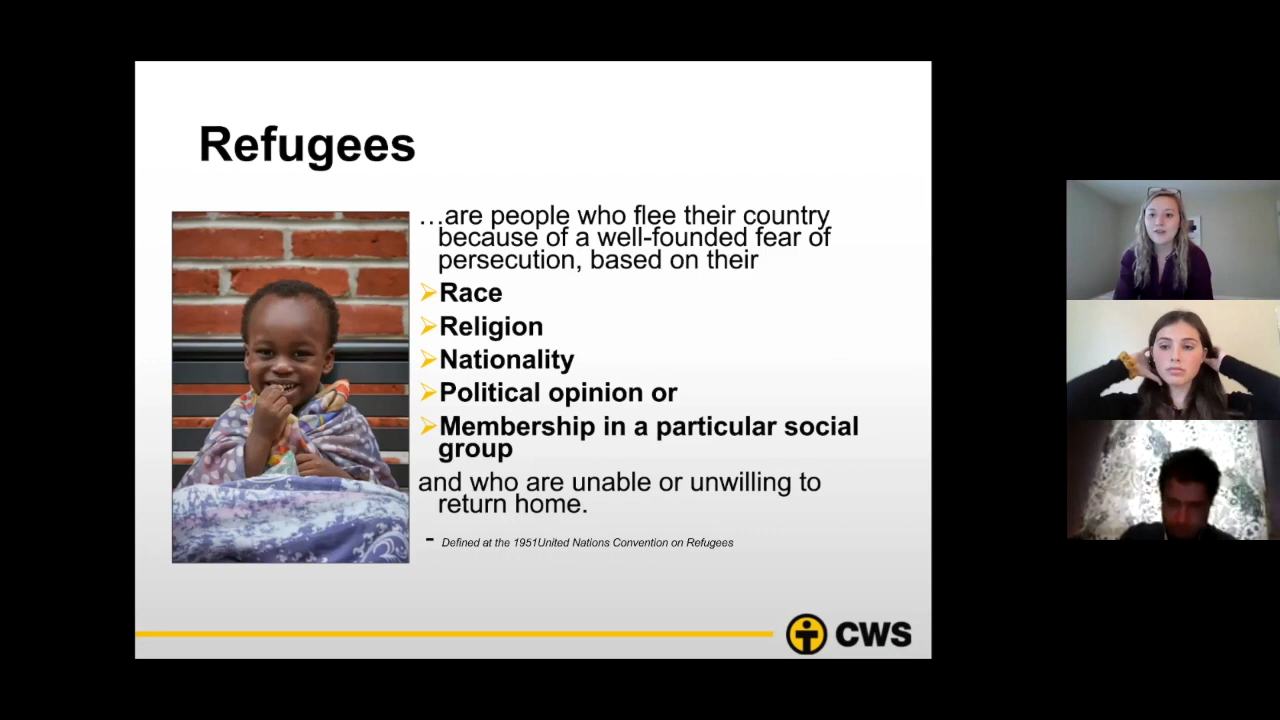 Refugees
…are people who flee their country
because of a well-founded fear of
persecution, based on their
➢Race
➢Religion
➢Nationality
➢Political opinion or
➢Membership in a particular social
group
and who are unable or unwilling to
return home.
- Defined at the 1951United Nations Convention on Refugees
CWS